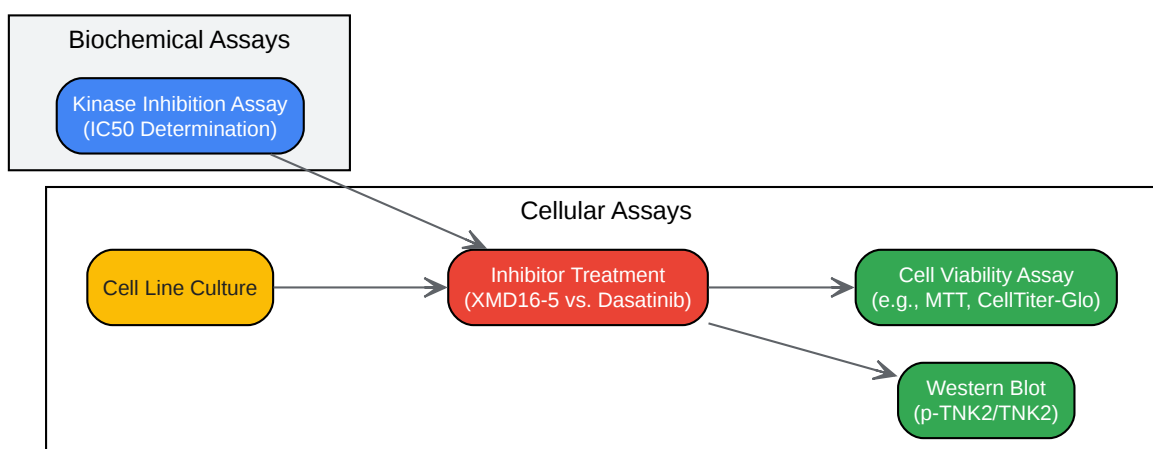 Biochemical Assays
Kinase Inhibition Assay
(IC50 Determination)
Cellular Assays
Cell Line Culture
Inhibitor Treatment
(XMD16-5 vs. Dasatinib)
Cell Viability Assay
(e.g., MTT, CellTiter-Glo)
Western Blot
(p-TNK2/TNK2)